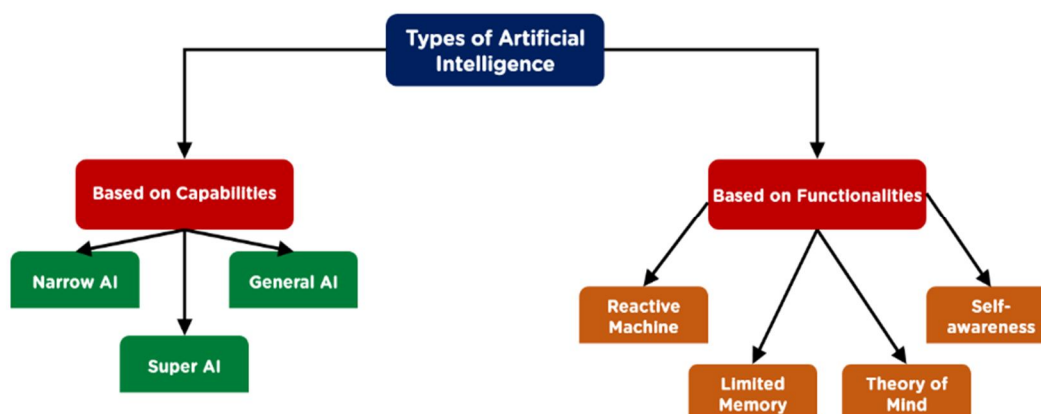 Types of Artificial
Intelligence
Based on Capabilities
Based on Functionalities
Narrow AI
General AI
Super AI
Reactive
Machine
Self-
awareness
Limited
Memory
Theory of
Mind